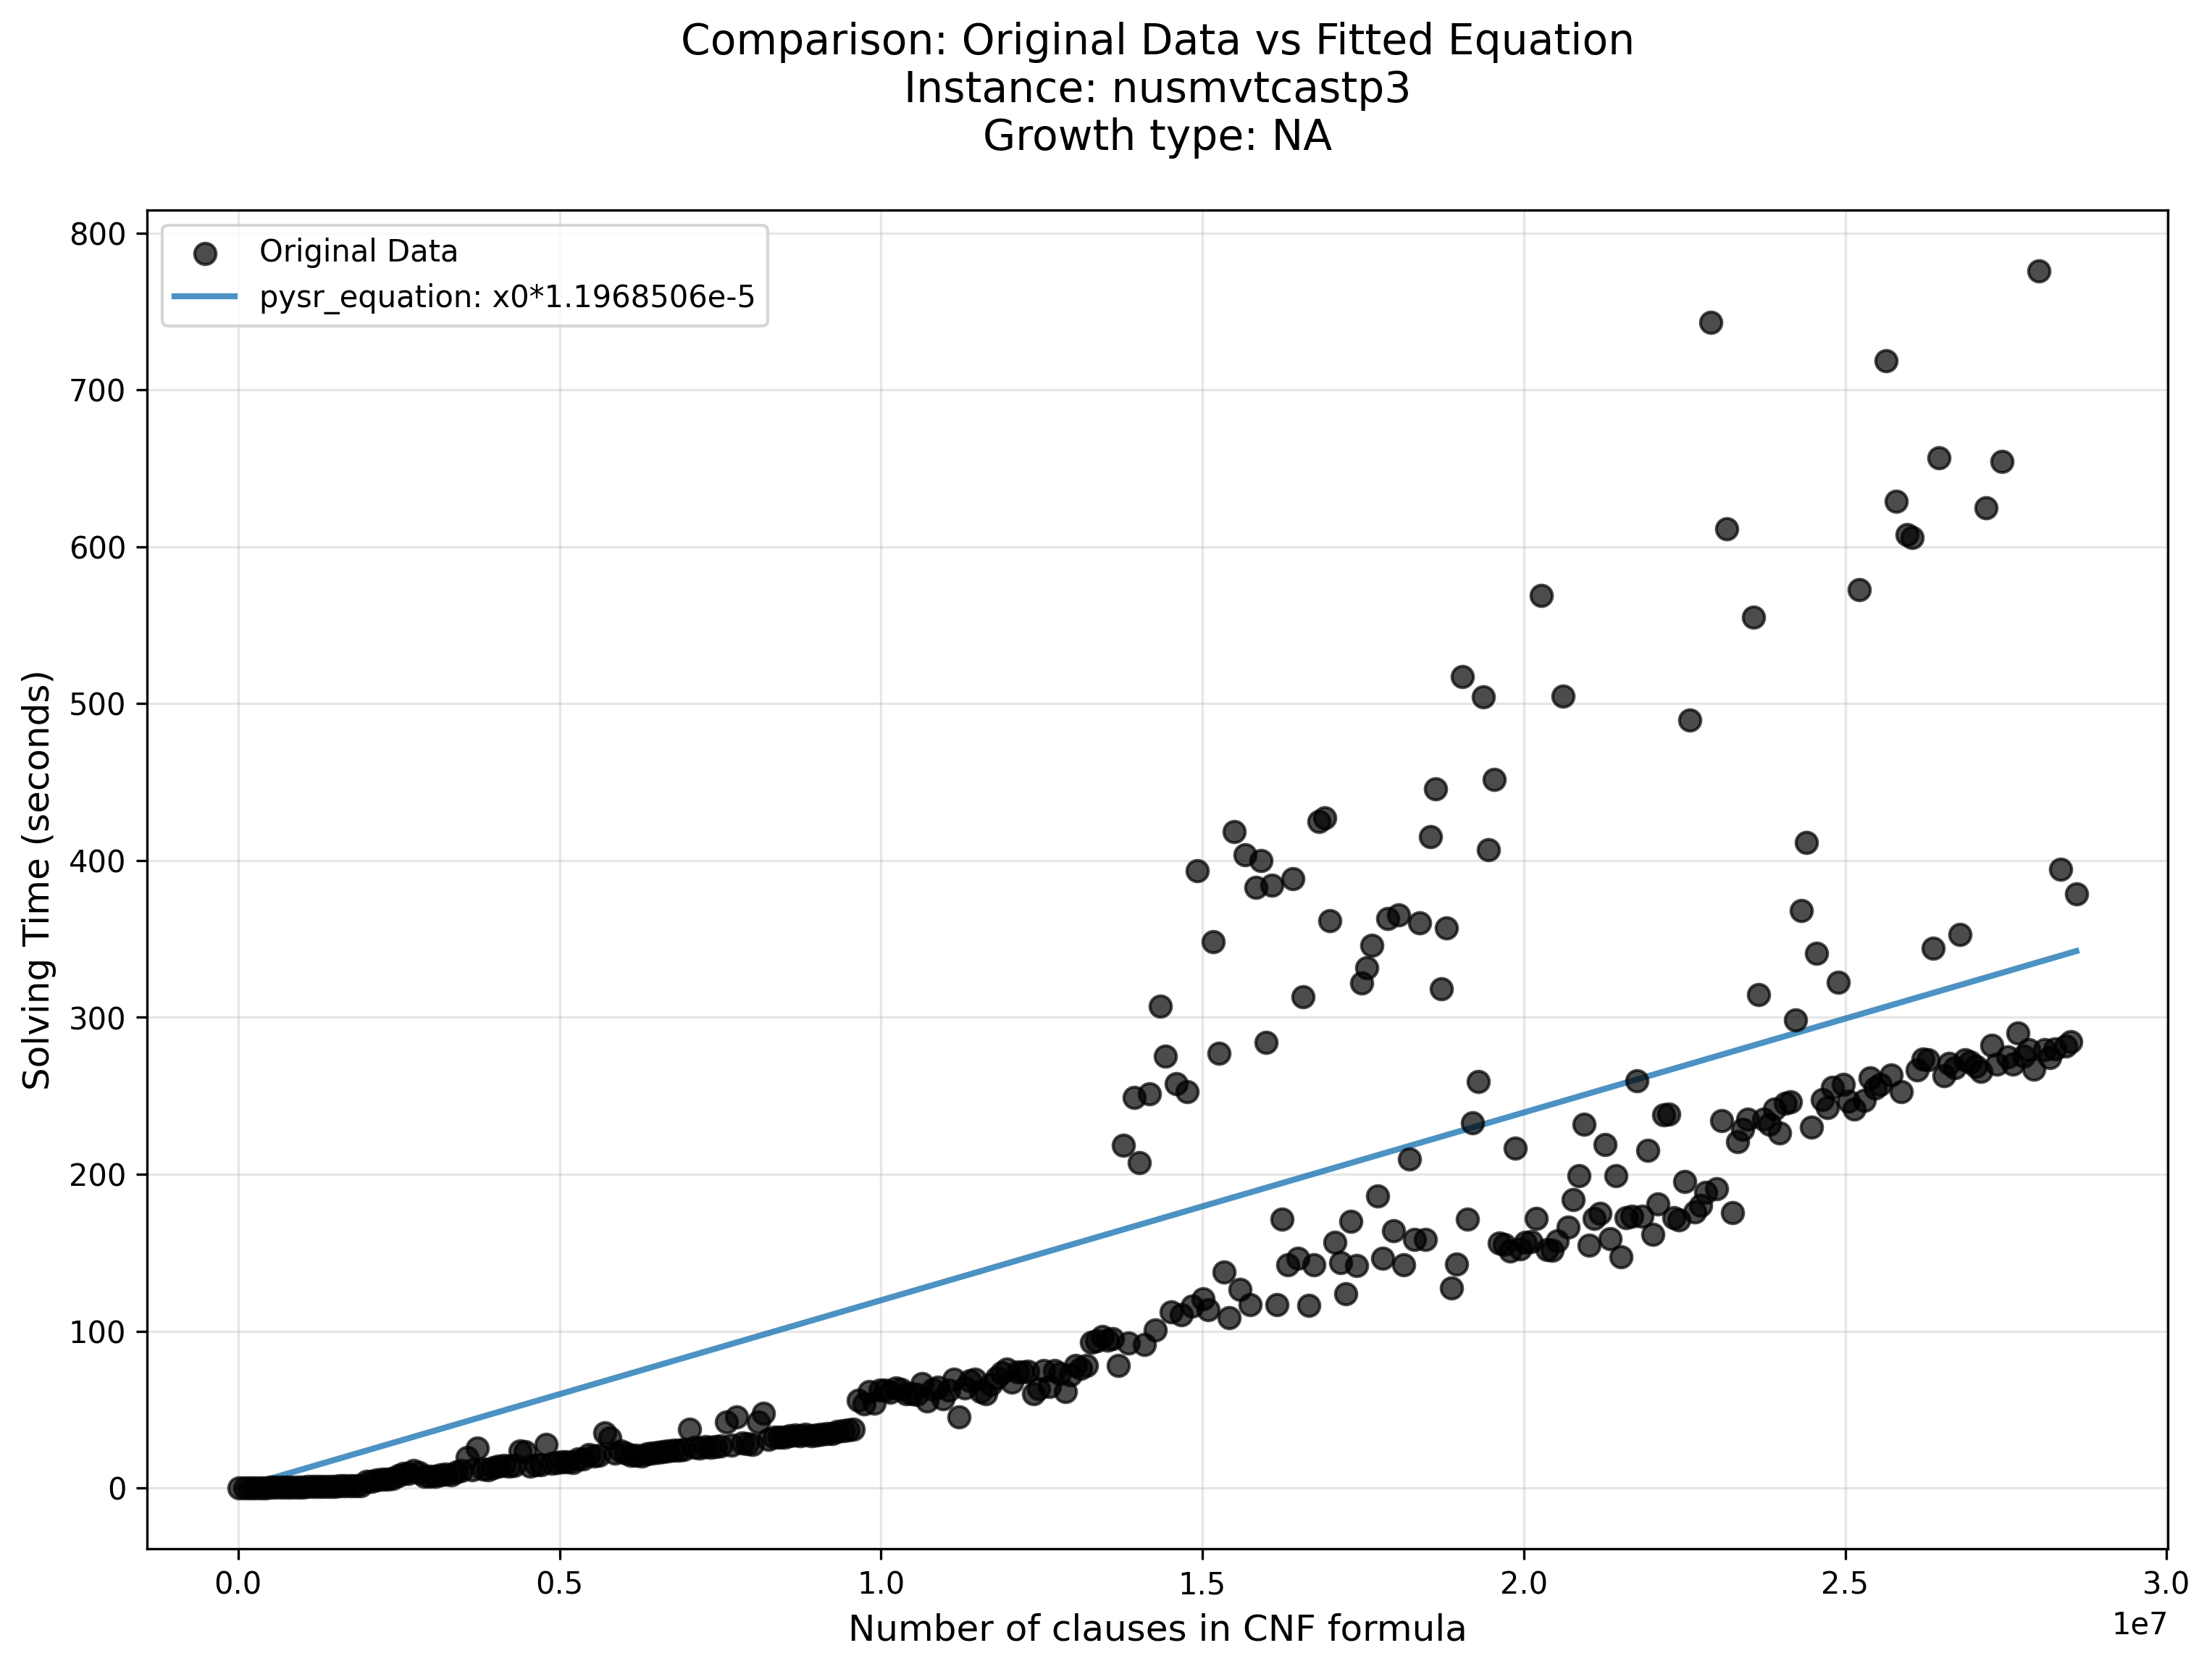 Comparison: Original Data vs Fitted Equation
Instance: nusmvtcastp3
Growth type: NA
Original Data
pysr_equation: x0*1.1968506e-5
Solving Time (seconds)
800
700
600
500
400
300
200
100
0
0.0 0.5 1.0 1.5 2.0 2.5 3.0
1e7
Number of clauses in CNF formula